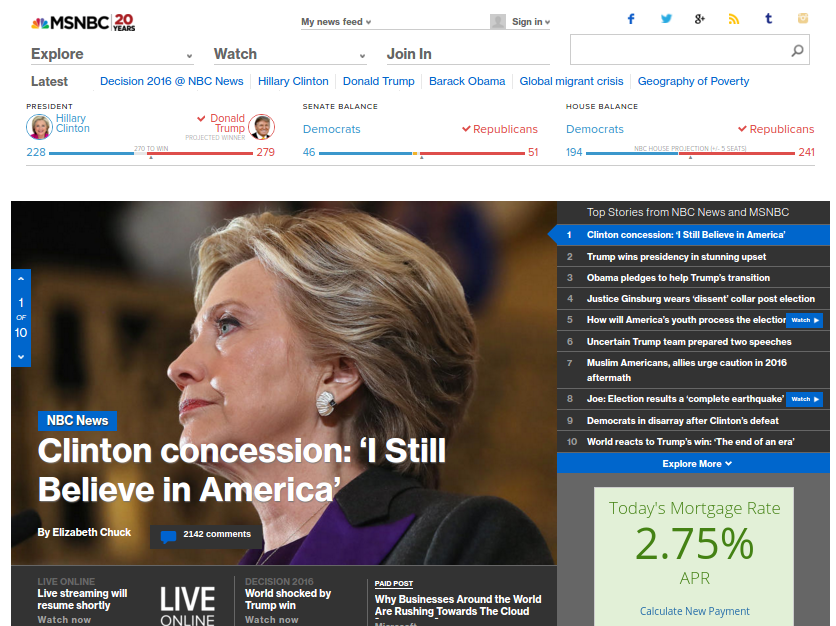 MSNBC 20 YEARS
My news feed
Sign in
Explore
Watch
Join In
Latest
Decision 2016 @ NBC News
Hillary Clinton
Donald Trump
Barack Obama
Global migrant crisis
Geography of Poverty
PRESIDENT
Hillary
Clinton
Donald
Trump
PROJECTED WINNER
270 TO WIN
228
279
SENATE BALANCE
Democrats
Republicans
46
51
HOUSE BALANCE
Democrats
Republicans
NBC HOUSE PROJECTION (+/- 5 SEATS)
194
241
1
OF
10
NBC News
Clinton concession: ‘I Still
Believe in America’
By Elizabeth Chuck
2142 comments
Top Stories from NBC News and MSNBC
1 Clinton concession: ‘I Still Believe in America’
2 Trump wins presidency in stunning upset
3 Obama pledges to help Trump’s transition
4 Justice Ginsburg wears ‘dissent’ collar post election
5 How will America’s youth process the election Watch
6 Uncertain Trump team prepared two speeches
7 Muslim Americans, allies urge caution in 2016
aftermath
8 Joe: Election results a ‘complete earthquake’ Watch
9 Democrats in disarray after Clinton’s defeat
10 World reacts to Trump’s win: ‘The end of an era’
Explore More
Today's Mortgage Rate
2.75%
APR
Calculate New Payment
LIVE ONLINE
Live streaming will
resume shortly
Watch now
LIVE
ONLINE
DECISION 2016
World shocked by
Trump win
Watch now
PAID POST
Why Businesses Around the World
Are Rushing Towards The Cloud
Microsoft